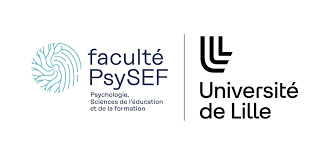 faculté
PsySEF
Psychologie,
Sciences de l'éducation
et de la formation
Université
de Lille